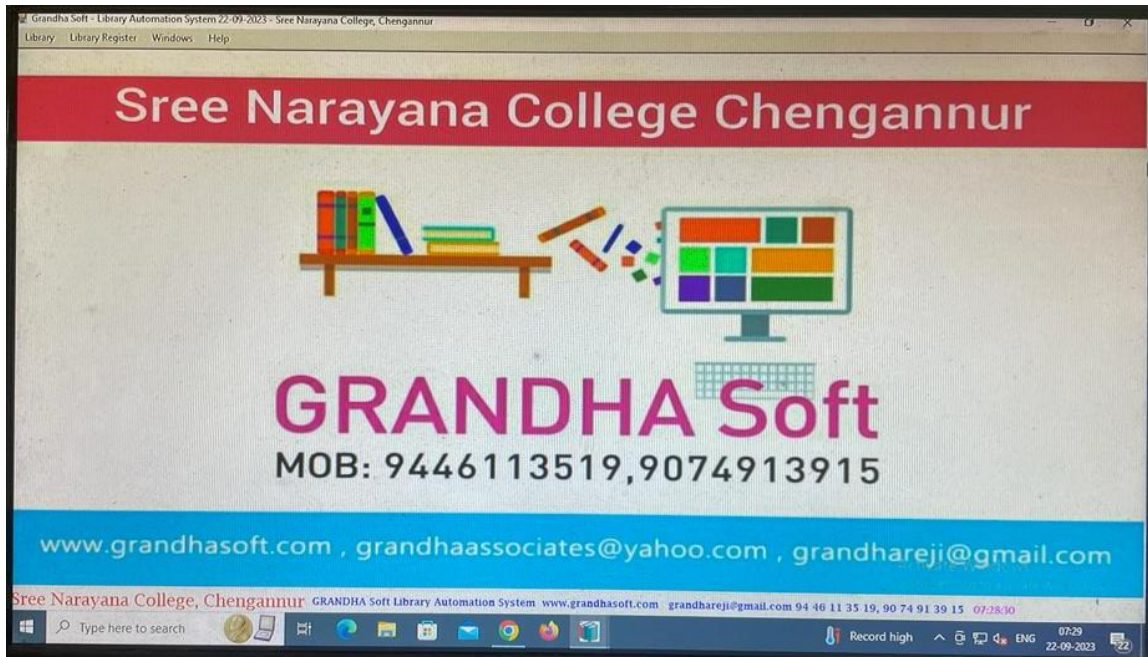 Grandha Soft - Library Automation System 22-09-2023 - Sree Narayana College, Chengannur
Library Library Register Windows Help
Sree Narayana College Chengannur
GRANDHA Soft
MOB: 9446113519,9074913915
www.grandhasoft.com , grandhaassociates@yahoo.com , grandhareji@gmail.com
Sree Narayana College, Chengannur GRANDHA Soft Library Automation System www.grandhasoft.com grandhareji@gmail.com 94 46 11 35 19, 90 74 91 39 15 07:28:30
Type here to search Record high ENG 07:29
22-09-2023 22